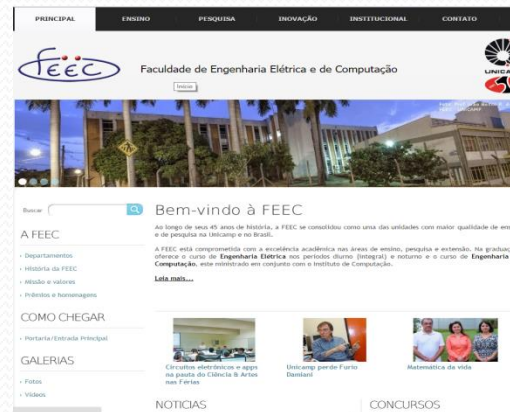 PRINCIPAL ENSINO PESQUISA INOVAÇÃO INSTITUCIONAL CONTATO
FEEC
Faculdade de Engenharia Elétrica e de Computação
UNICA
Início
Buscar
Bem-vindo à FEEC
Ao longo de seus 45 anos de história, a FEEC se consolidou como uma das unidades com maior qualidade de en
e de pesquisa na Unicamp e no Brasil.
A FEEC está comprometida com a excelência acadêmica nas áreas de ensino, pesquisa e extensão. Na graduaç
oferece o curso de Engenharia Elétrica nos períodos diurno (integral) e noturno e o curso de Engenharia
Computação, este ministrado em conjunto com o Instituto de Computação.
Leia mais...
A FEEC
Departamentos
História da FEEC
Missão e valores
Prêmios e homenagens
COMO CHEGAR
Portaria/Entrada Principal
GALERIAS
Fotos
Vídeos
Circuitos eletrônicos e apps
na pauta do Ciência & Artes
nas Férias
Unicamp perde Furio
Damiani
Matemática da vida
NOTICIAS
CONCURSOS